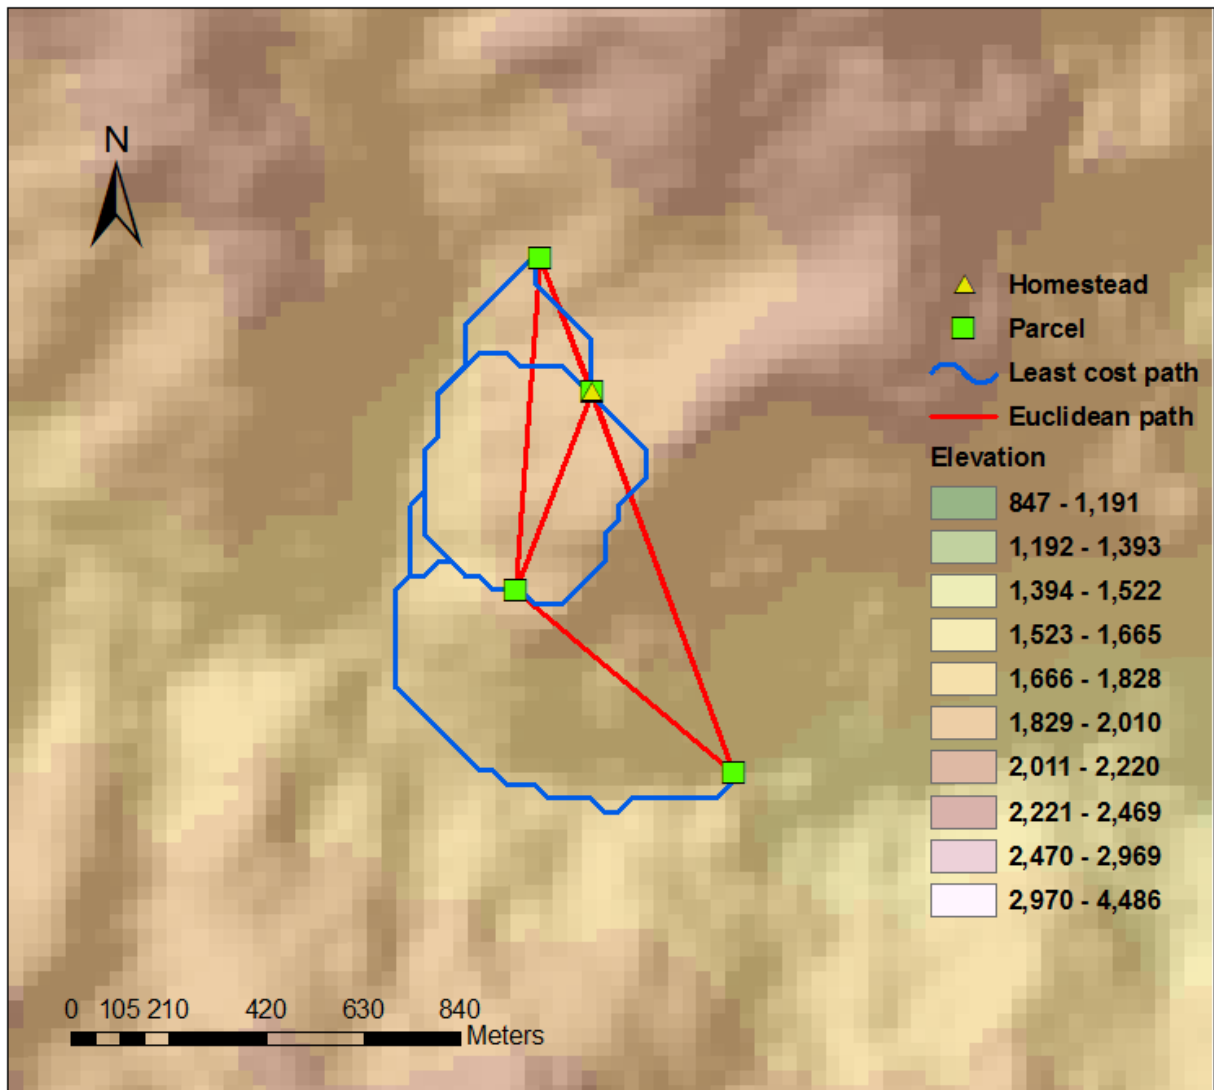 N
Homestead
Parcel
Least cost path
Euclidean path
Elevation
847 - 1,191
1,192 - 1,393
1,394 - 1,522
1,523 - 1,665
1,666 - 1,828
1,829 - 2,010
2,011 - 2,220
2,221 - 2,469
2,470 - 2,969
2,970 - 4,486
0 105 210 420 630 840
Meters